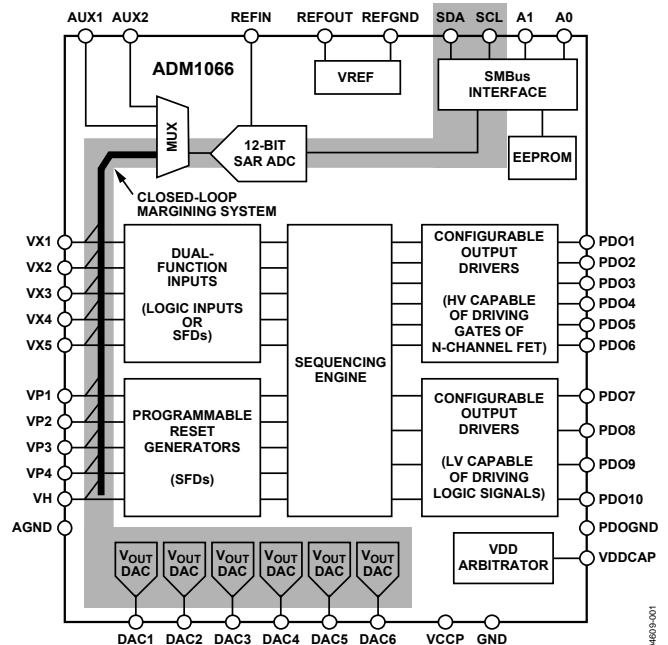 AUX1 AUX2 REFIN REFOUT REFGND SDA SCL A1 A0
ADM1066
VREF
SMBus
INTERFACE
MUX
12-BIT
SAR ADC
EEPROM
CLOSED-LOOP
MARGINING SYSTEM
VX1
VX2
VX3
VX4
VX5
DUAL-
FUNCTION
INPUTS
(LOGIC INPUTS
OR
SFDs)
SEQUENCING
ENGINE
CONFIGURABLE
OUTPUT
DRIVERS
(HV CAPABLE
OF DRIVING
GATES OF
N-CHANNEL FET)
PDO1
PDO2
PDO3
PDO4
PDO5
PDO6
VP1
VP2
VP3
VP4
VH
AGND
PROGRAMMABLE
RESET
GENERATORS
(SFDs)
CONFIGURABLE
OUTPUT
DRIVERS
(LV CAPABLE
OF DRIVING
LOGIC SIGNALS)
PDO7
PDO8
PDO9
PDO10
PDOGND
VDD
ARBITRATOR
VDDCAP
VOUT
DAC
VOUT
DAC
VOUT
DAC
VOUT
DAC
VOUT
DAC
VOUT
DAC
DAC1 DAC2 DAC3 DAC4 DAC5 DAC6 VCCP GND
04609-001